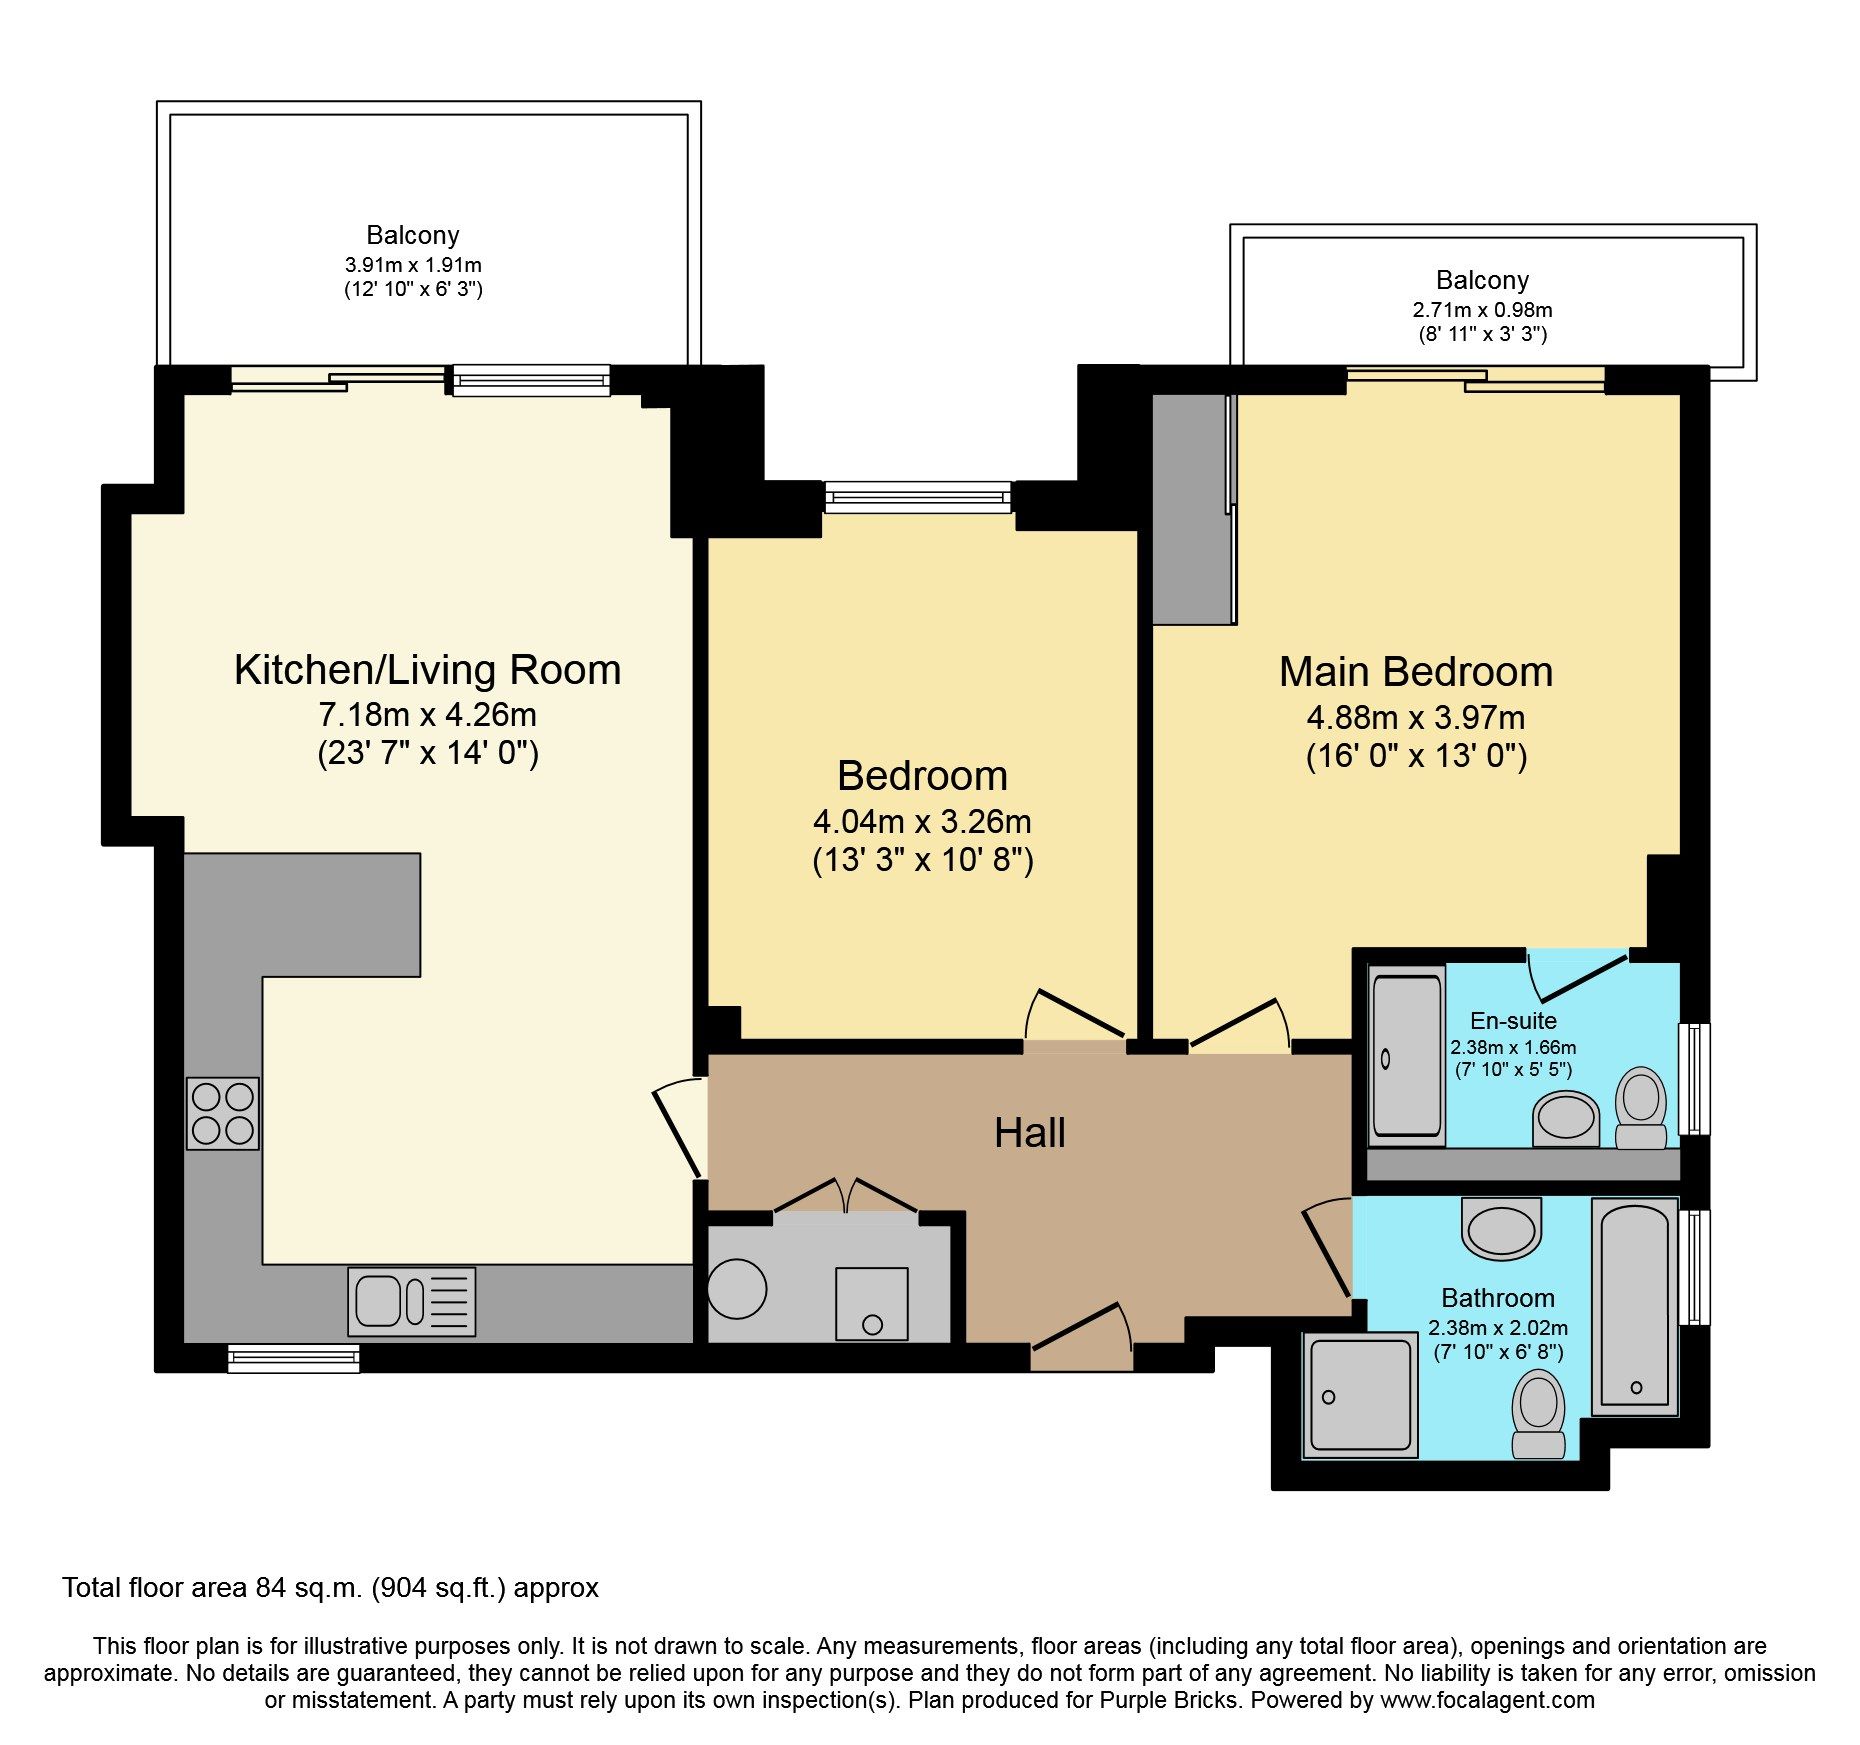 Balcony
3.91m x 1.91m
(12' 10" x 6' 3")
Balcony
2.71m x 0.98m
(8' 11" x 3' 3")
Kitchen/Living Room
7.18m x 4.26m
(23' 7" x 14' 0")
Bedroom
4.04m x 3.26m
(13' 3" x 10' 8")
Main Bedroom
4.88m x 3.97m
(16' 0" x 13' 0")
En-suite
2.38m x 1.66m
(7' 10" x 5' 5")
Hall
Bathroom
2.38m x 2.02m
(7' 10" x 6' 8")
Total floor area 84 sq.m. (904 sq.ft.) approx
This floor plan is for illustrative purposes only. It is not drawn to scale. Any measurements, floor areas (including any total floor area), openings and orientation are
approximate. No details are guaranteed, they cannot be relied upon for any purpose and they do not form part of any agreement. No liability is taken for any error, omission
or misstatement. A party must rely upon its own inspection(s). Plan produced for Purple Bricks. Powered by www.focalagent.com